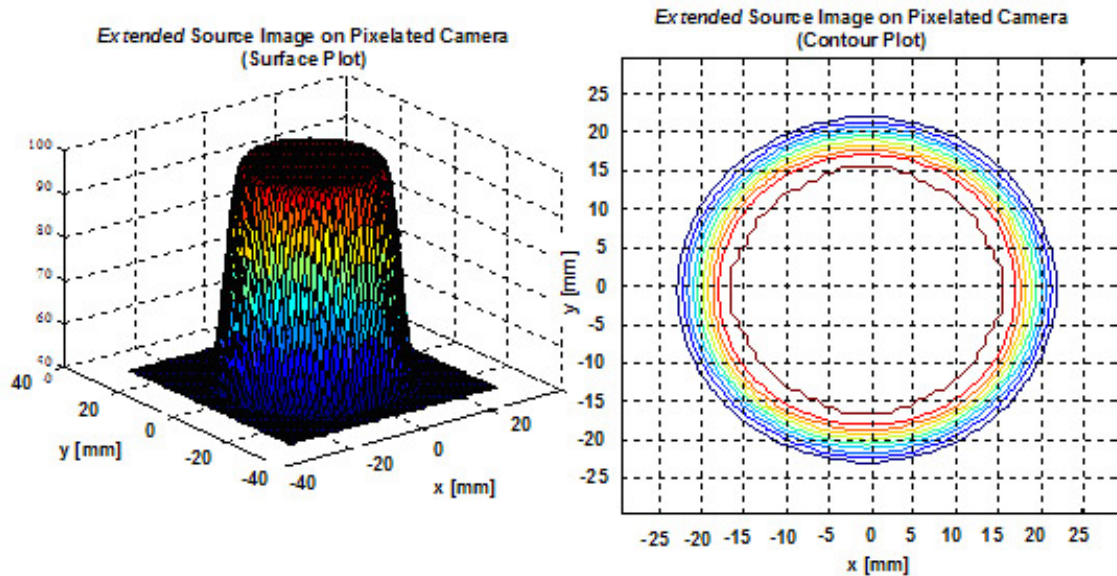 Extended Source Image on Pixelated Camera
(Surface Plot)
100
90
80
70
60
50
40
20
0
-20
-40
y [mm]
-40
-20
0
20
x [mm]
Extended Source Image on Pixelated Camera
(Contour Plot)
25
20
15
10
5
0
-5
-10
-15
-20
-25
y [mm]
-25 -20 -15 -10 -5 0 5 10 15 20 25
x [mm]